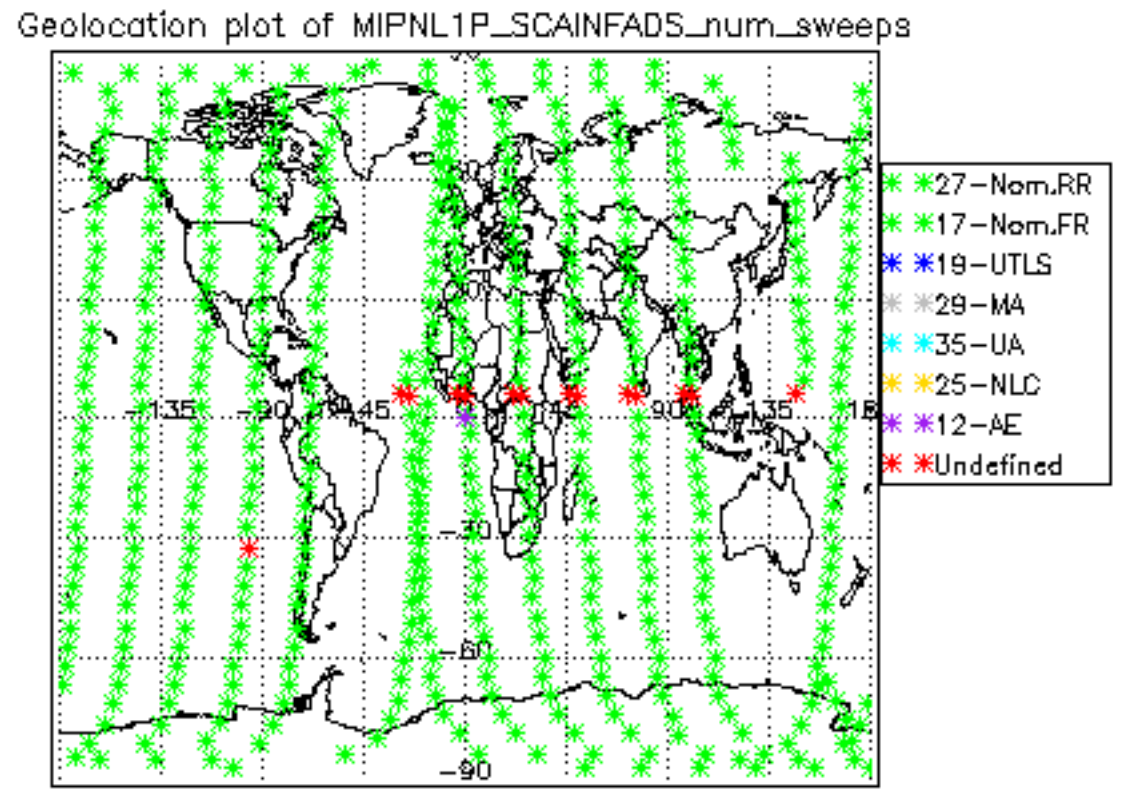 Geolocation plot of MIPNL1P_SCAINFADS_num_sweeps
27-Nom.RR
17-Nom.FR
19-UTLS
29-MA
-135
-90
-45
90
135
35-UA
25-NLC
12-AE
Undefined
-30
-60
-90